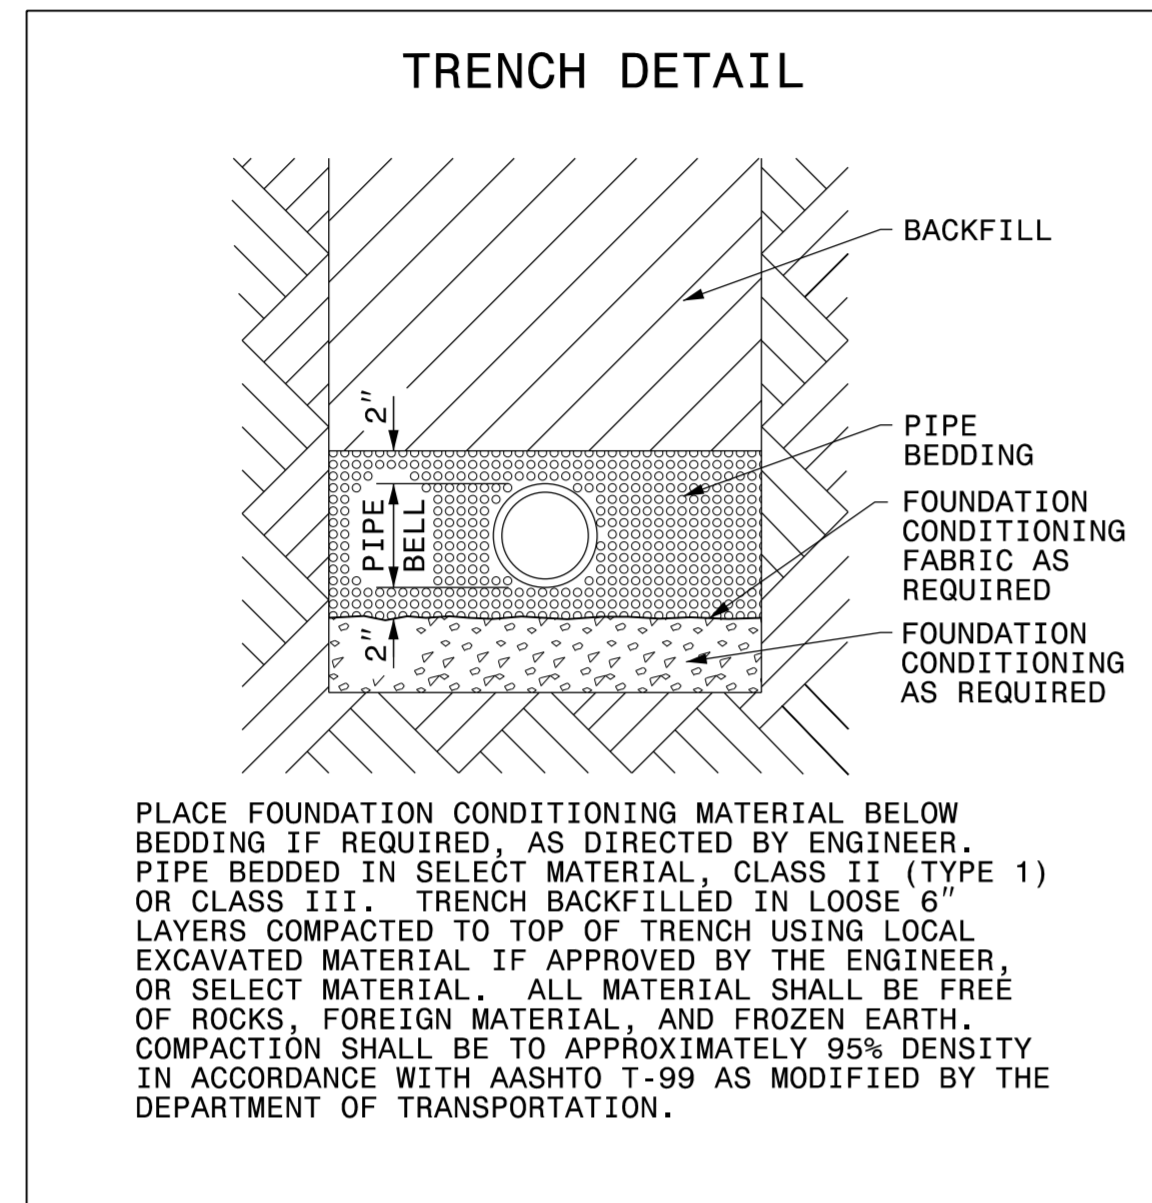 TRENCH DETAIL
BACKFILL
2"
PIPE
BEDDING
PIPE
BELL
FOUNDATION
CONDITIONING
FABRIC AS
REQUIRED
2"
FOUNDATION
CONDITIONING
AS REQUIRED
PLACE FOUNDATION CONDITIONING MATERIAL BELOW
BEDDING IF REQUIRED, AS DIRECTED BY ENGINEER.
PIPE BEDDED IN SELECT MATERIAL, CLASS II (TYPE 1)
OR CLASS III. TRENCH BACKFILLED IN LOOSE 6"
LAYERS COMPACTED TO TOP OF TRENCH USING LOCAL
EXCAVATED MATERIAL IF APPROVED BY THE ENGINEER,
OR SELECT MATERIAL. ALL MATERIAL SHALL BE FREE
OF ROCKS, FOREIGN MATERIAL, AND FROZEN EARTH.
COMPACTION SHALL BE TO APPROXIMATELY 95% DENSITY
IN ACCORDANCE WITH AASHTO T-99 AS MODIFIED BY THE
DEPARTMENT OF TRANSPORTATION.